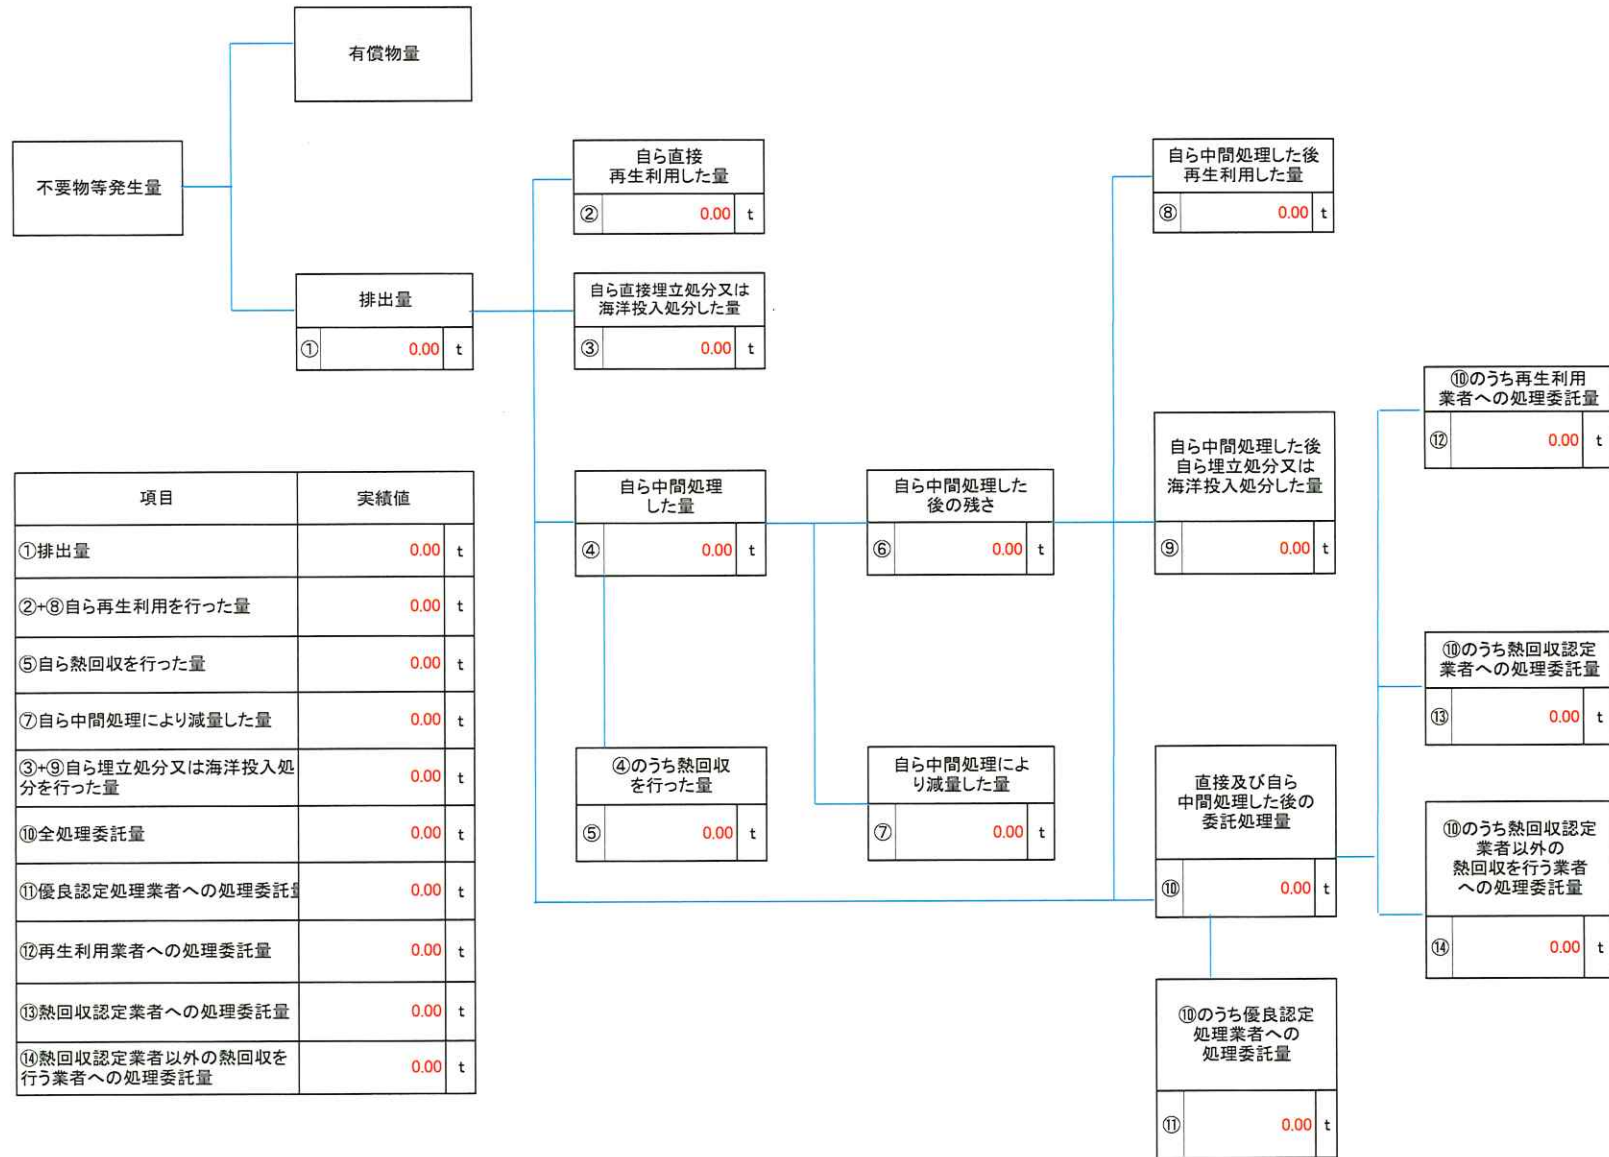 有償物量
不要物等発生量
自ら直接
再生利用した量
② 0.00 t
自ら中間処理した後
再生利用した量
⑧ 0.00 t
排出量
① 0.00 t
自ら直接埋立処分又は
海洋投入処分した量
③ 0.00 t
⑩のうち再生利用
業者への処理委託量
⑫ 0.00 t
自ら中間処理
した量
④ 0.00 t
自ら中間処理した
後の残さ
⑥ 0.00 t
自ら中間処理した後
自ら埋立処分又は
海洋投入処分した量
⑨ 0.00 t
⑩のうち熱回収認定
業者への処理委託量
⑬ 0.00 t
④のうち熱回収
を行った量
⑤ 0.00 t
自ら中間処理によ
り減量した量
⑦ 0.00 t
直接及び自ら
中間処理した後の
委託処理量
⑩ 0.00 t
⑩のうち熱回収認定
業者以外の
熱回収を行う業者
への処理委託量
⑭ 0.00 t
⑩のうち優良認定
処理業者への
処理委託量
⑪ 0.00 t
項目 実績値
①排出量 0.00 t
②+⑧自ら再生利用を行った量 0.00 t
⑤自ら熱回収を行った量 0.00 t
⑦自ら中間処理により減量した量 0.00 t
③+⑨自ら埋立処分又は海洋投入処
分を行った量 0.00 t
⑩全処理委託量 0.00 t
⑪優良認定処理業者への処理委託 0.00 t
⑫再生利用業者への処理委託量 0.00 t
⑬熱回収認定業者への処理委託量 0.00 t
⑭熱回収認定業者以外の熱回収を
行う業者への処理委託量 0.00 t